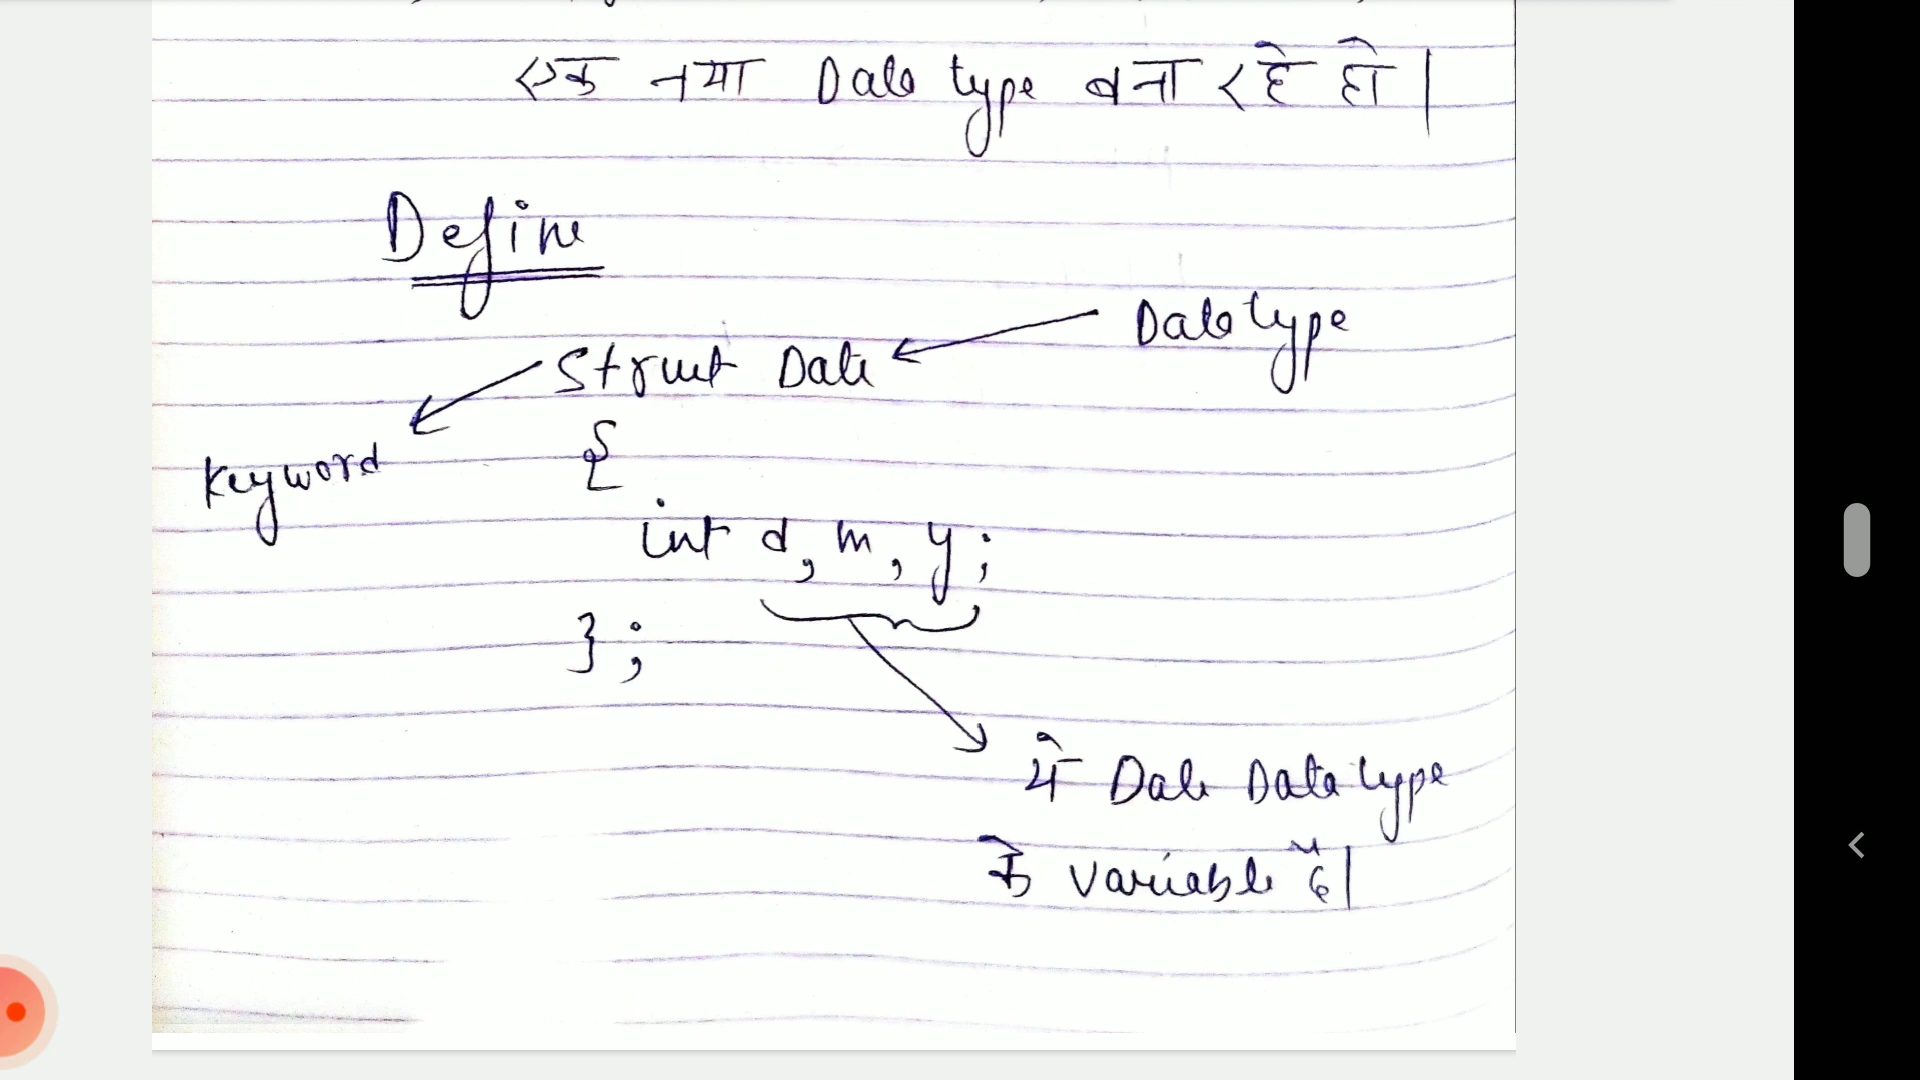 एक नया Data type बना रहे हो।
Define
Data type
Struct Date
Keyword
{
int d, m, y;
};
ये Date Data type
के variable हैं।